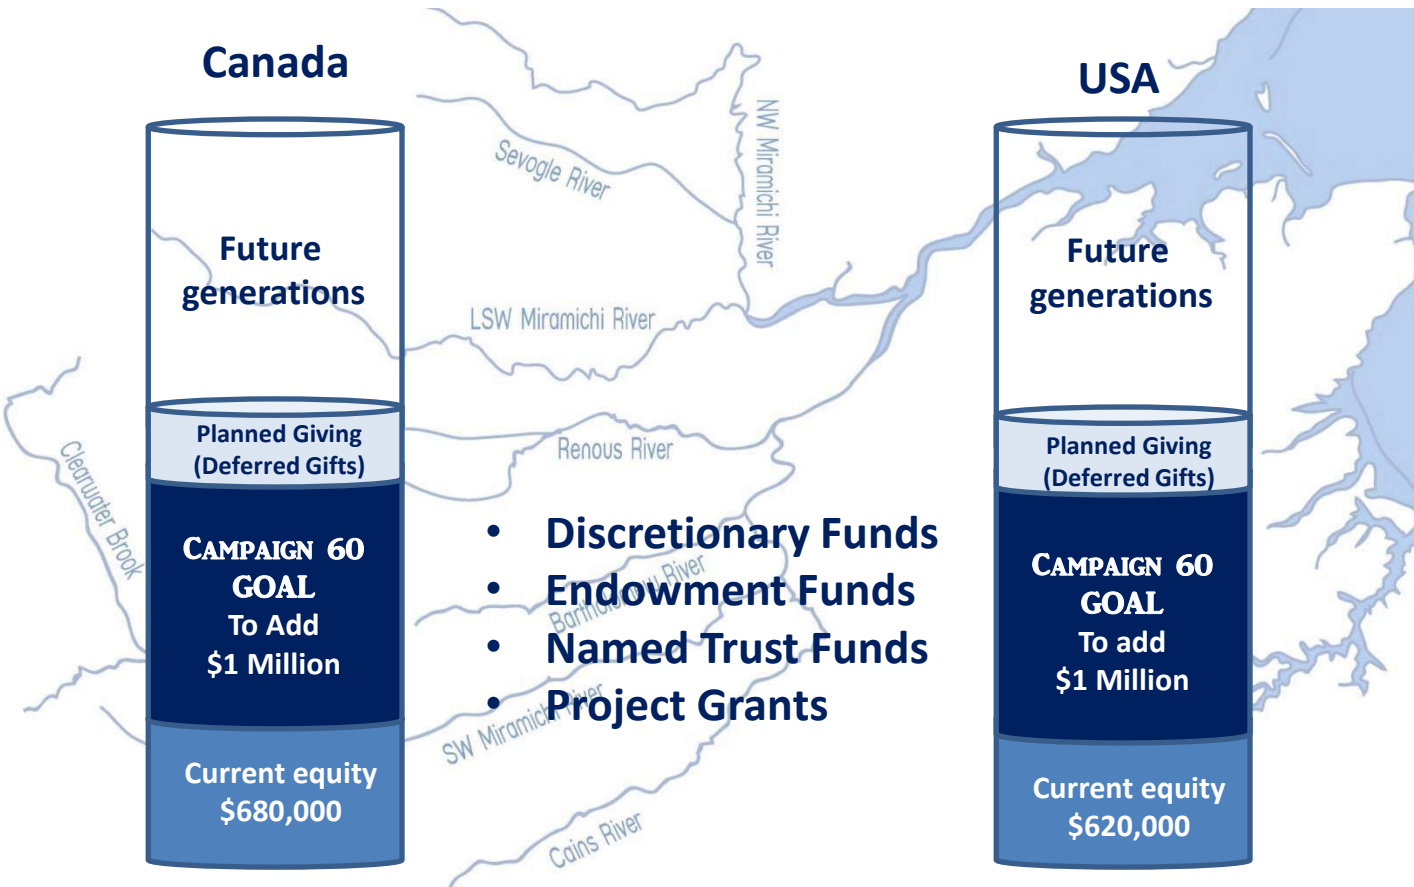 Canada
USA
Future
generations
Planned Giving
(Deferred Gifts)
CAMPAIGN 60
GOAL
To Add
$1 Million
Current equity
$680,000
• Discretionary Funds
• Endowment Funds
• Named Trust Funds
• Project Grants
Future
generations
Planned Giving
(Deferred Gifts)
CAMPAIGN 60
GOAL
To add
$1 Million
Current equity
$620,000
Sevogle River
NW Miramichi River
LSW Miramichi River
Renous River
Clearwater Brook
River
SW Miramichi River
Cains River